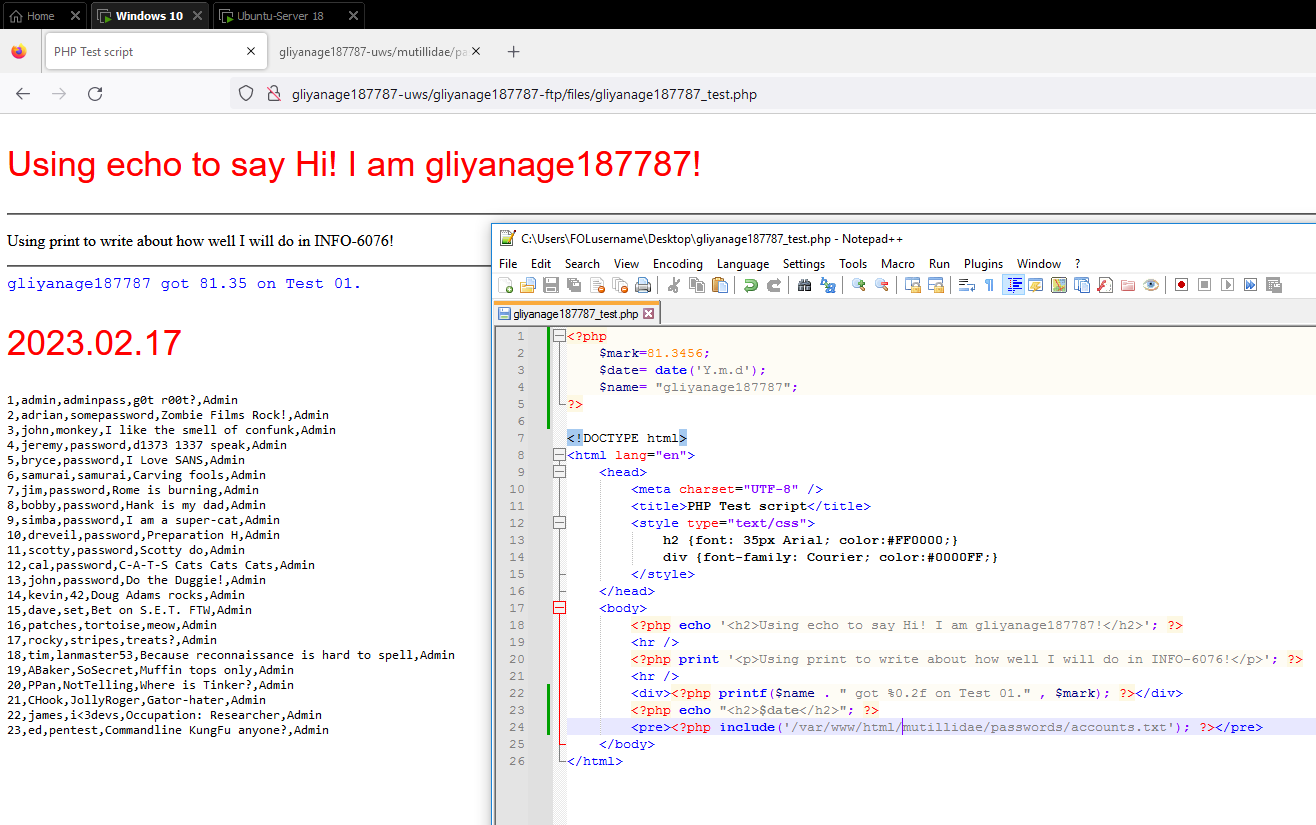 Home
Windows 10
Ubuntu-Server 18
PHP Test script
gliyanage187787-uws/mutillidae/pa
gliyanage187787-uws/gliyanage187787-ftp/files/gliyanage187787_test.php
Using echo to say Hi! I am gliyanage187787!
Using print to write about how well I will do in INFO-6076!
gliyanage187787 got 81.35 on Test 01.
2023.02.17
1,admin,adminpass,g0t r00t?,Admin
2,adrian,somepassword,Zombie Films Rock!,Admin
3,john,monkey,I like the smell of confunk,Admin
4,jeremy,password,d1373 1337 speak,Admin
5,bryce,password,I Love SANS,Admin
6,samurai,samurai,Carving fools,Admin
7,jim,password,Rome is burning,Admin
8,bobby,password,Hank is my dad,Admin
9,simba,password,I am a super-cat,Admin
10,dreveil,password,Preparation H,Admin
11,scotty,password,Scotty do,Admin
12,cal,password,C-A-T-S Cats Cats Cats,Admin
13,john,password,Do the Duggie!,Admin
14,kevin,42,Doug Adams rocks,Admin
15,dave,set,Bet on S.E.T. FTW,Admin
16,patches,tortoise,meow,Admin
17,rocky,stripes,treats?,Admin
18,tim,lanmaster53,Because reconnaissance is hard to spell,Admin
19,ABaker,SoSecret,Muffin tops only,Admin
20,PPan,NotTelling,Where is Tinker?,Admin
21,CHook,JollyRoger,Gator-hater,Admin
22,james,i<3devs,Occupation: Researcher,Admin
23,ed,pentest,Commandline KungFu anyone?,Admin
C:\Users\FOLusername\Desktop\gliyanage187787_test.php - Notepad++
File Edit Search View Encoding Language Settings Tools Macro Run Plugins Window ?
gliyanage187787_test.php
1 <?php
2 $mark=81.3456;
3 $date= date('Y.m.d');
4 $name= "gliyanage187787";
5 ?>
6
7 <!DOCTYPE html>
8 <html lang="en">
9 <head>
10 <meta charset="UTF-8" />
11 <title>PHP Test script</title>
12 <style type="text/css">
13 h2 {font: 35px Arial; color:#FF0000;}
14 div {font-family: Courier; color:#0000FF;}
15 </style>
16 </head>
17 <body>
18 <?php echo '<h2>Using echo to say Hi! I am gliyanage187787!</h2>'; ?>
19 <hr />
20 <?php print '<p>Using print to write about how well I will do in INFO-6076!</p>'; ?>
21 <hr />
22 <div><?php printf($name . " got %0.2f on Test 01." , $mark); ?></div>
23 <?php echo "<h2>$date</h2>"; ?>
24 <pre><?php include('/var/www/html/mutillidae/passwords/accounts.txt'); ?></pre>
25 </body>
26 </html>